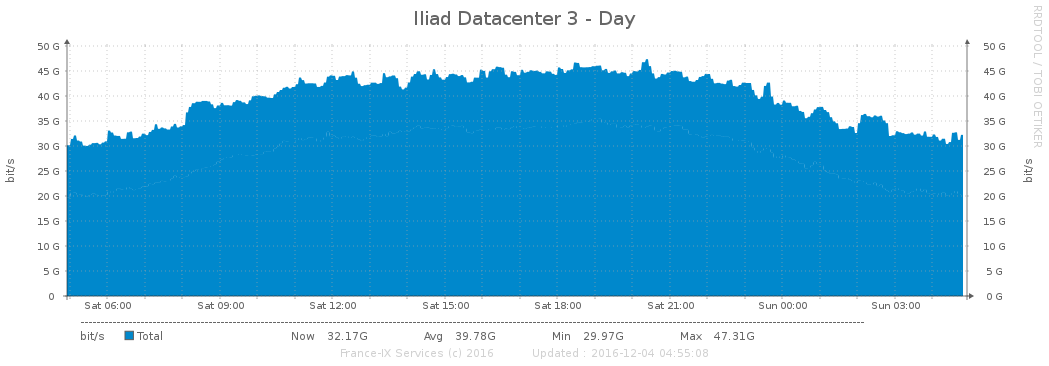 Iliad Datacenter 3 - Day
RRDTOOL / TOBI OETIKER
bit/s
50 G
45 G
40 G
35 G
30 G
25 G
20 G
15 G
10 G
5 G
0
50 G
45 G
40 G
35 G
30 G
25 G
20 G
15 G
10 G
5 G
0 G
bit/s
Sat 06:00 Sat 09:00 Sat 12:00 Sat 15:00 Sat 18:00 Sat 21:00 Sun 00:00 Sun 03:00
bit/s Total Now 32.17G Avg 39.78G Min 29.97G Max 47.31G
France-IX Services (c) 2016 Updated : 2016-12-04 04:55:08